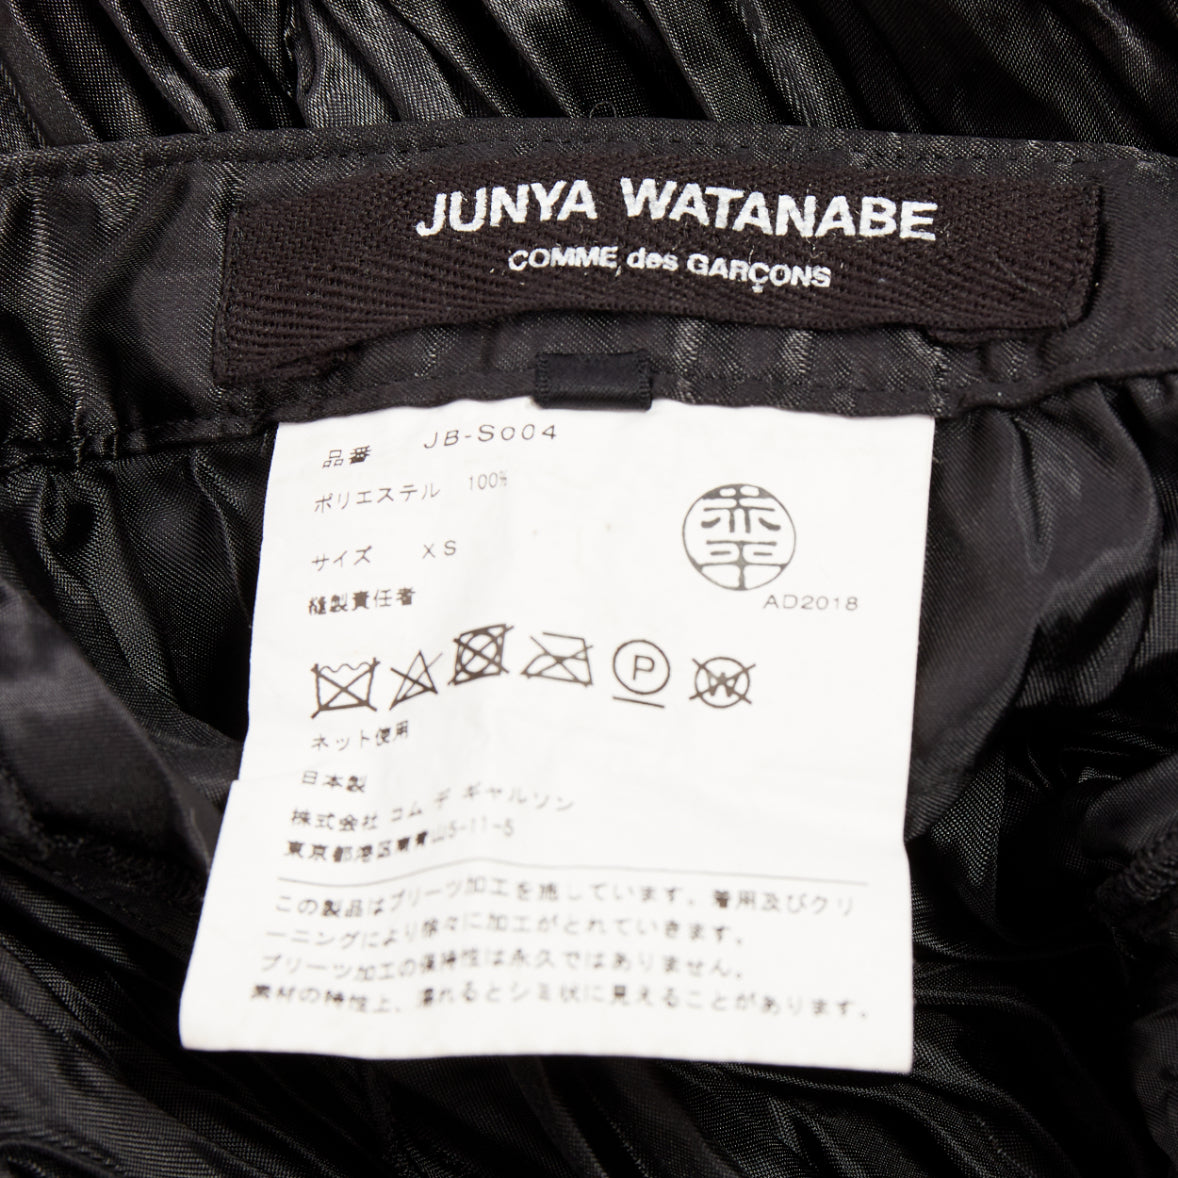 JUNYA WATANABE
COMME des GARÇONS
品番 JB-S004
ポリエステル 100%
サイズ XS
縫製責任者
赤平
AD2018
P
W
ネット使用
日本製
株式会社 コム デ ギャルソン
東京都港区南青山5-11-5
この製品はプリーツ加工を施しています。着用及びクリ
ーニングにより徐々に加工がとれていきます。
プリーツ加工の保持性は永久ではありません。
素材の特性上、濡れるとシミ状に見えることがあります。